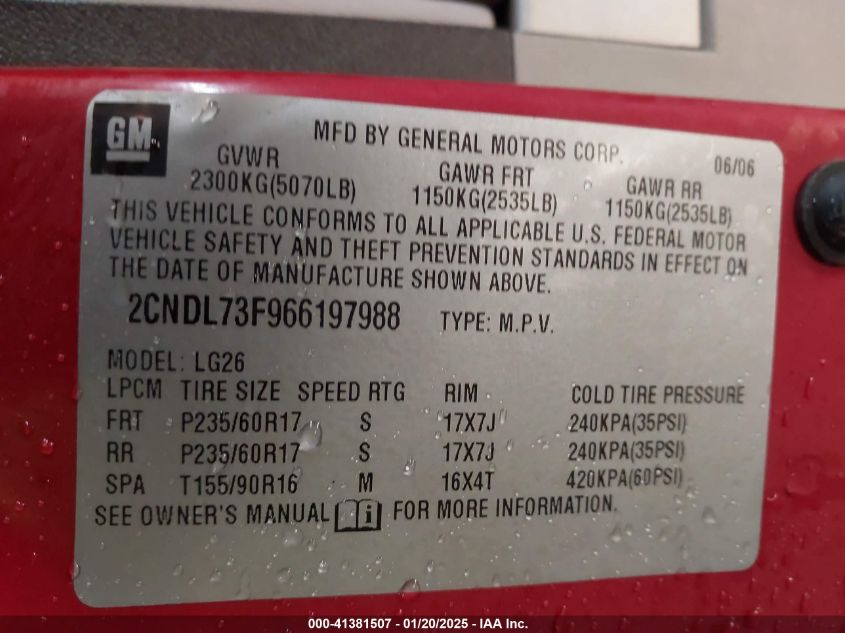 GM
MFD BY GENERAL MOTORS CORP. 06/06
GVWR GAWR FRT GAWR RR
2300KG(5070LB) 1150KG(2535LB) 1150KG(2535LB)
THIS VEHICLE CONFORMS TO ALL APPLICABLE U.S. FEDERAL MOTOR
VEHICLE SAFETY AND THEFT PREVENTION STANDARDS IN EFFECT ON
THE DATE OF MANUFACTURE SHOWN ABOVE.
2CNDL73F966197988 TYPE: M.P.V.
MODEL: LG26
LPCM TIRE SIZE SPEED RTG RIM COLD TIRE PRESSURE
FRT P235/60R17 S 17X7J 240KPA(35PSI)
RR P235/60R17 S 17X7J 240KPA(35PSI)
SPA T155/90R16 M 16X4T 420KPA(60PSI)
SEE OWNER'S MANUAL i FOR MORE INFORMATION.
000-41381507 - 01/20/2025 - IAA Inc.